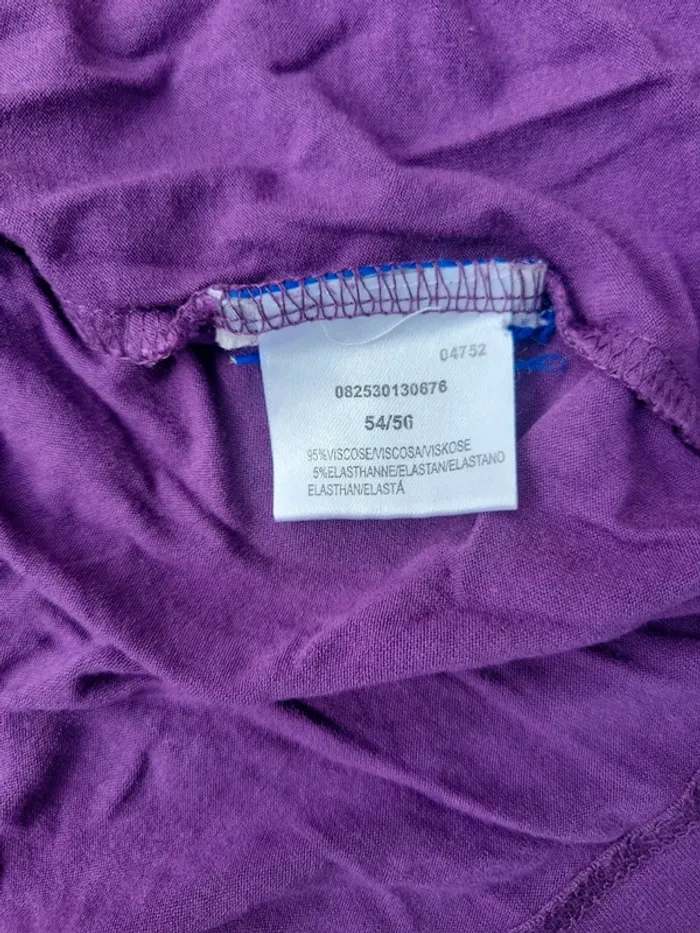 04752
082530130676
54/56
95%VISCOSE/VISCOSA/VISKOSE
5%ELASTHANNE/ELASTAN/ELASTANO
ELASTHAN/ELASTÁ